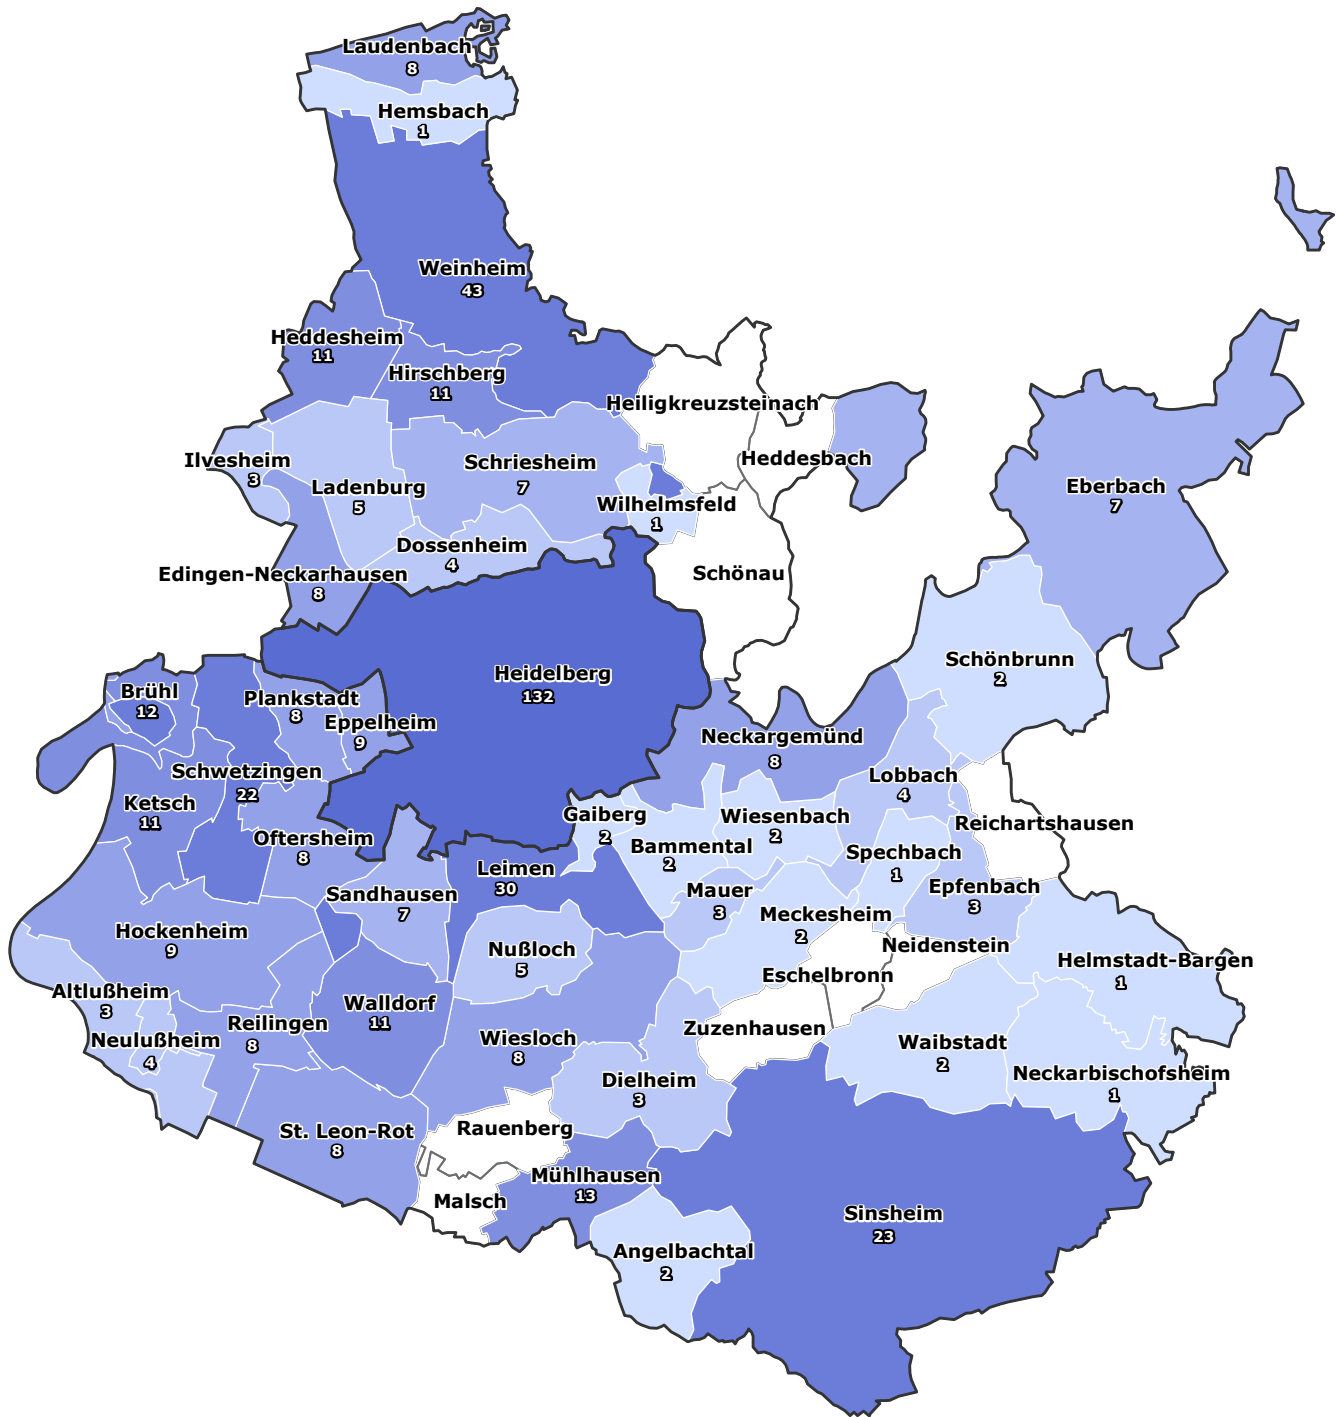 Laudenbach
8
Hemsbach
1
Weinheim
43
Heddesheim
11
Hirschberg
11
Heiligkreuzsteinach
Heddesbach
Ilvesheim
3
Ladenburg
5
Schriesheim
7
Wilhelmsfeld
1
Eberbach
7
Dossenheim
4
Edingen-Neckarhausen
8
Schönau
Heidelberg
132
Schönbrunn
2
Brühl
12
Plankstadt
8
Eppelheim
9
Neckargemünd
8
Schwetzingen
22
Lobbach
4
Ketsch
11
Gaiberg
2
Wiesenbach
2
Reichartshausen
Oftersheim
8
Bammental
2
Spechbach
1
Leimen
30
Sandhausen
7
Mauer
3
Epfenbach
3
Meckesheim
2
Hockenheim
9
Nußloch
5
Neidenstein
Helmstadt-Bargen
1
Eschelbronn
Altlußheim
3
Walldorf
11
Reilingen
8
Zuzenhausen
Neulußheim
4
Wiesloch
8
Waibstadt
2
Dielheim
3
Neckarbischofsheim
1
St. Leon-Rot
8
Rauenberg
Mühlhausen
13
Malsch
Sinsheim
23
Angelbachtal
2